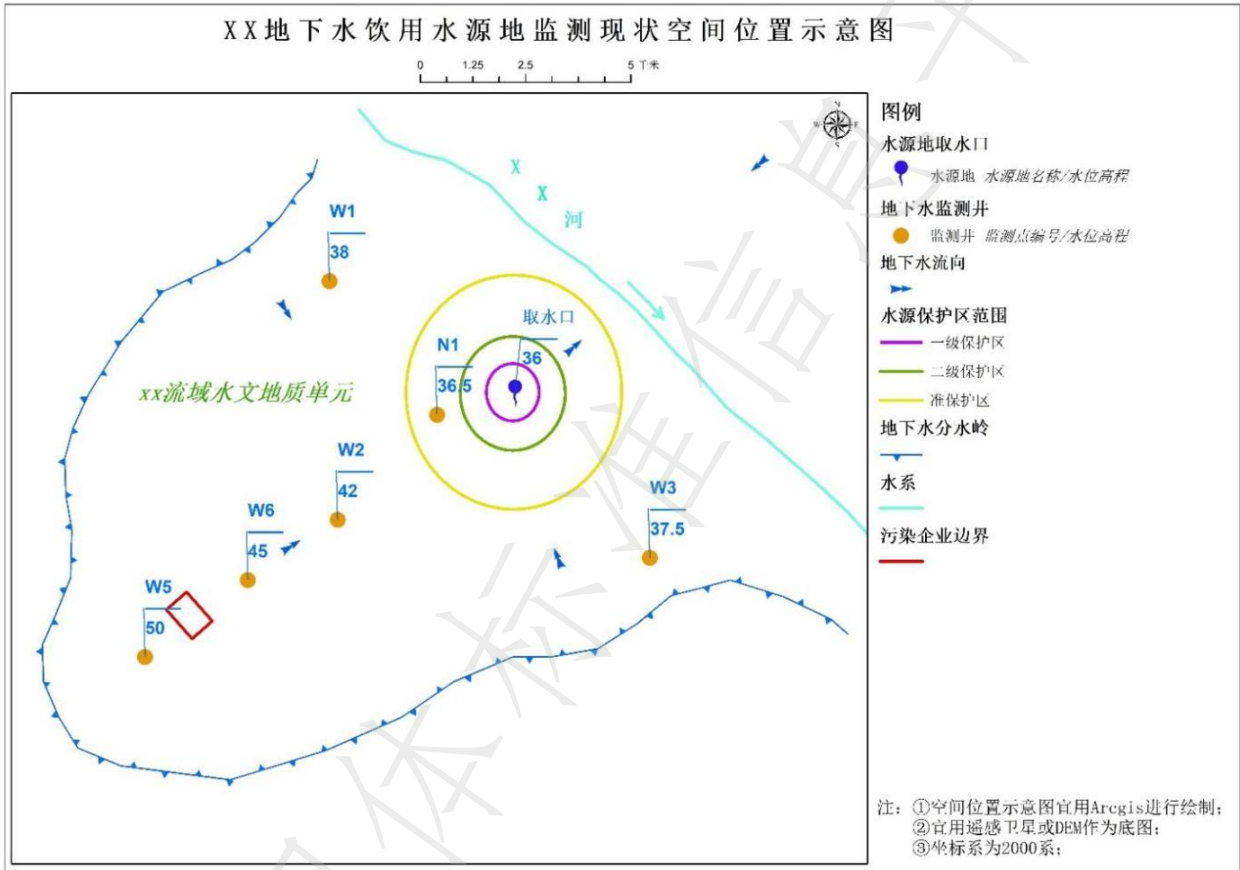 XX地下水饮用水源地监测现状空间位置示意图
0 1.25 2.5 5 千米
N
W E
S
X
X
河
W1
38
取水口
36
N1
36.5
xx流域水文地质单元
W2
42
W6
45
W3
37.5
W5
50
图例
水源地取水口
水源地 水源地名称/水位高程
地下水监测井
监测井 监测点编号/水位高程
地下水流向
水源保护区范围
一级保护区
二级保护区
准保护区
地下水分水岭
水系
污染企业边界
注：①空间位置示意图宜用Arcgis进行绘制；
②宜用遥感卫星或DEM作为底图；
③坐标系为2000系；
体标准信息平